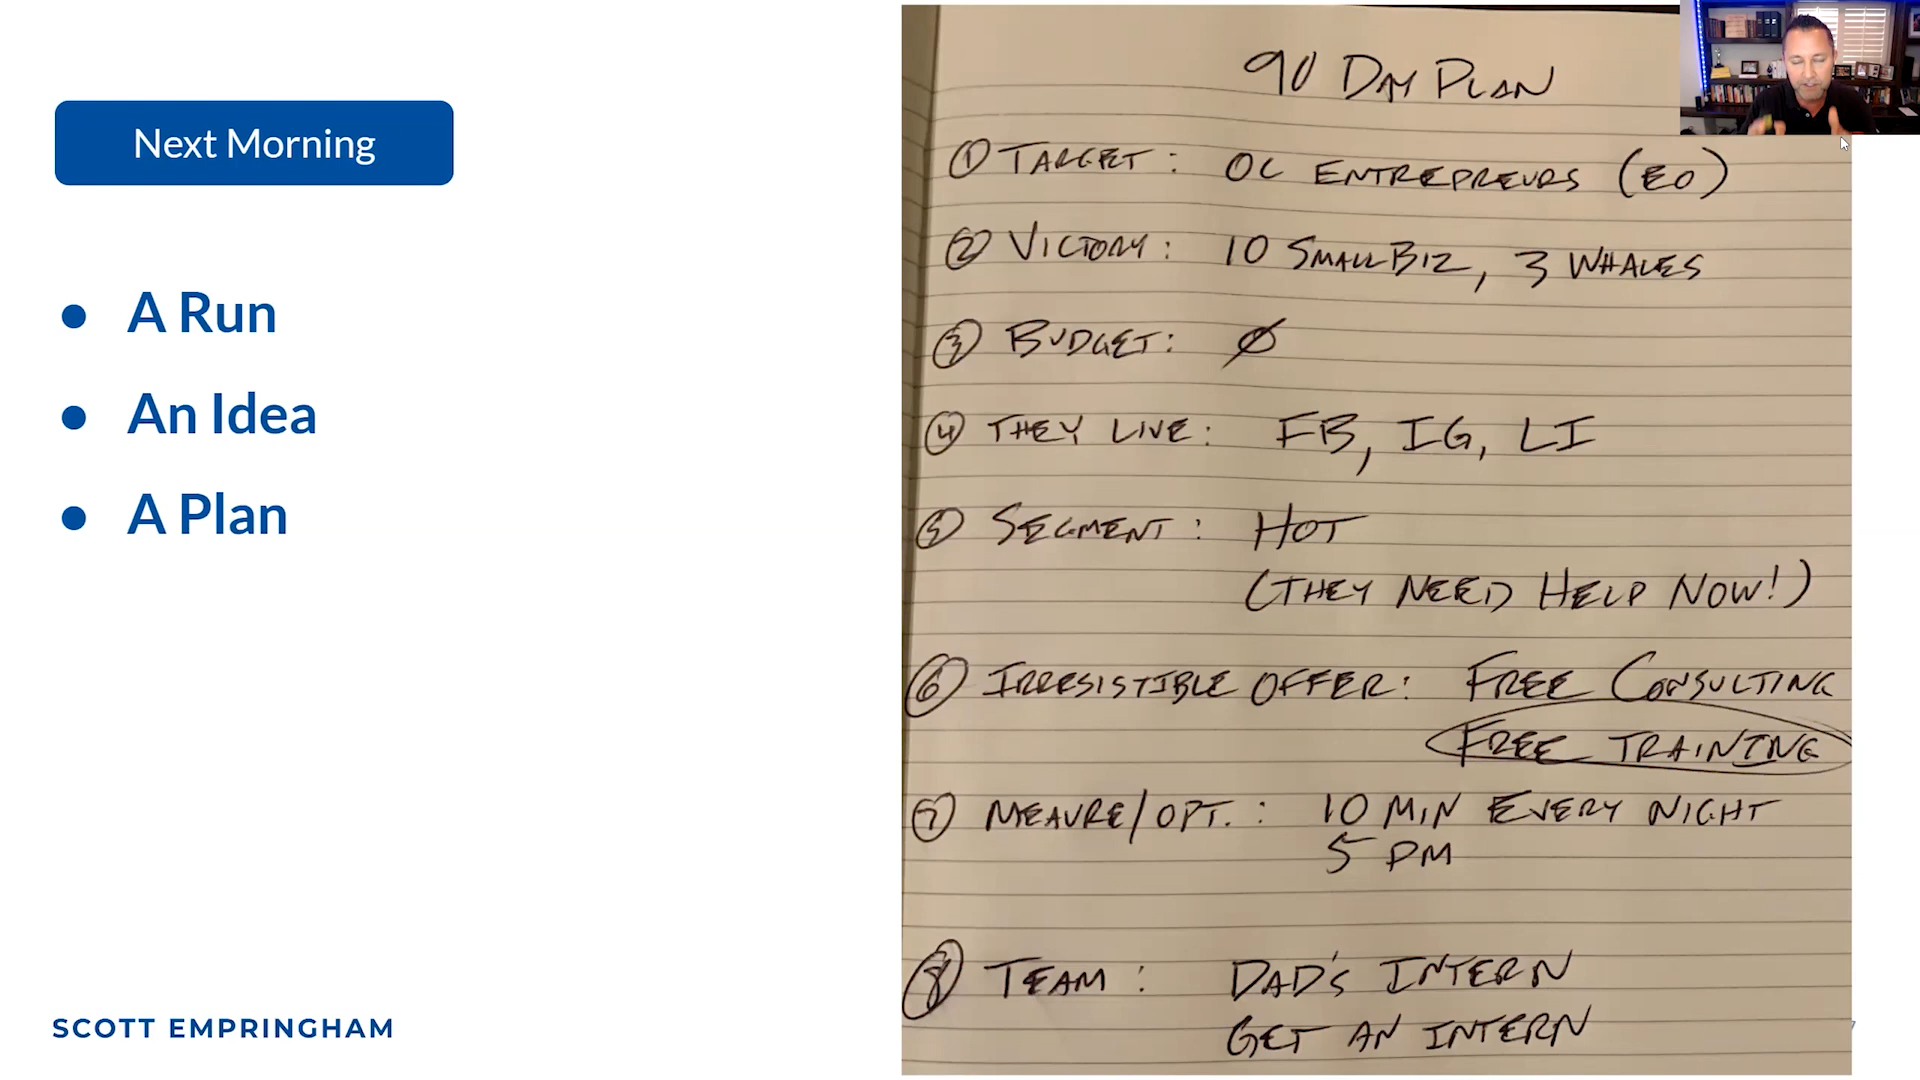 Next Morning
● A Run
● An Idea
● A Plan
SCOTT EMPRINGHAM
90 DAY PLAN
① TARGET: OC ENTREPREURS (EO)
② VICTORY: 10 SMALL BIZ, 3 WHALES
③ BUDGET: Ø
④ THEY LIVE: FB, IG, LI
⑤ SEGMENT: HOT
(THEY NEED HELP NOW!)
⑥ IRRESISTIBLE OFFER: FREE CONSULTING
FREE TRAINING
⑦ MEAURE/OPT.: 10 MIN EVERY NIGHT
5 PM
⑧ TEAM: DAD'S INTERN
GET AN INTERN
7